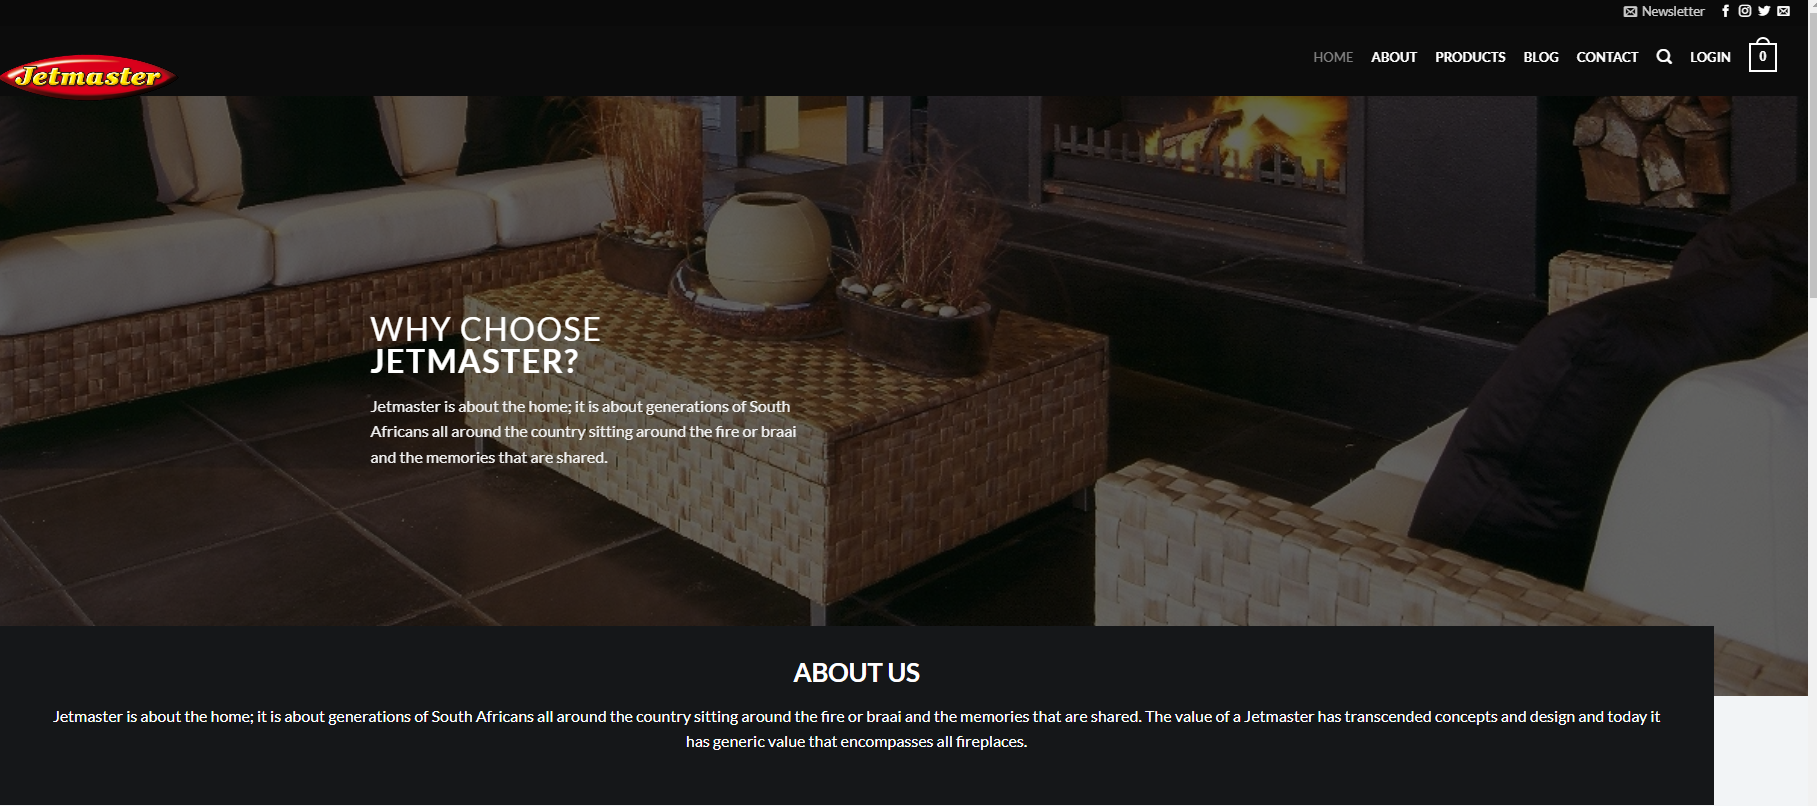 Newsletter
Jetmaster
HOME ABOUT PRODUCTS BLOG CONTACT LOGIN 0
WHY CHOOSE
JETMASTER?
Jetmaster is about the home; it is about generations of South
Africans all around the country sitting around the fire or braai
and the memories that are shared.
ABOUT US
Jetmaster is about the home; it is about generations of South Africans all around the country sitting around the fire or braai and the memories that are shared. The value of a Jetmaster has transcended concepts and design and today it
has generic value that encompasses all fireplaces.